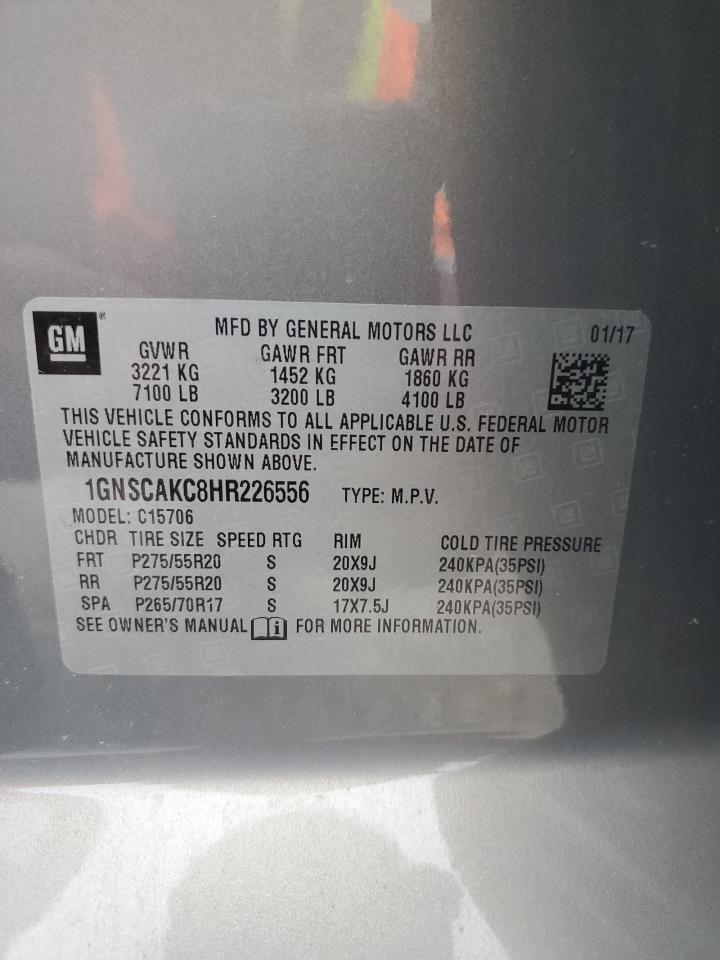 GM ®
MFD BY GENERAL MOTORS LLC 01/17
GVWR GAWR FRT GAWR RR
3221 KG 1452 KG 1860 KG
7100 LB 3200 LB 4100 LB
THIS VEHICLE CONFORMS TO ALL APPLICABLE U.S. FEDERAL MOTOR
VEHICLE SAFETY STANDARDS IN EFFECT ON THE DATE OF
MANUFACTURE SHOWN ABOVE.
1GNSCAKC8HR226556 TYPE: M.P.V.
MODEL: C15706
CHDR TIRE SIZE SPEED RTG RIM COLD TIRE PRESSURE
FRT P275/55R20 S 20X9J 240KPA(35PSI)
RR P275/55R20 S 20X9J 240KPA(35PSI)
SPA P265/70R17 S 17X7.5J 240KPA(35PSI)
SEE OWNER'S MANUAL i FOR MORE INFORMATION.